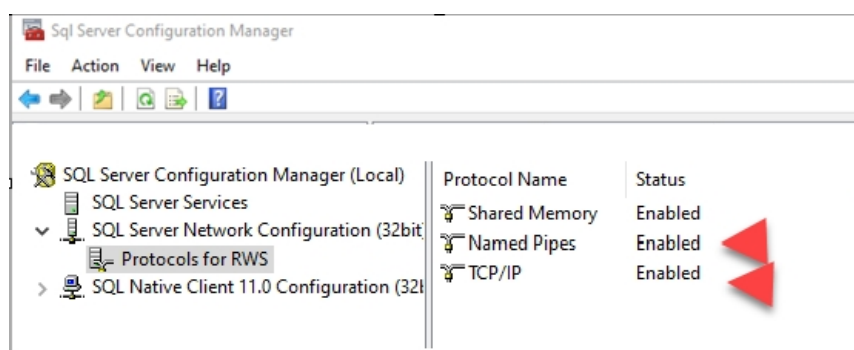 Sql Server Configuration Manager
File Action View Help
SQL Server Configuration Manager (Local)
SQL Server Services
SQL Server Network Configuration (32bit
Protocols for RWS
SQL Native Client 11.0 Configuration (32
Protocol Name Status
Shared Memory Enabled
Named Pipes Enabled
TCP/IP Enabled